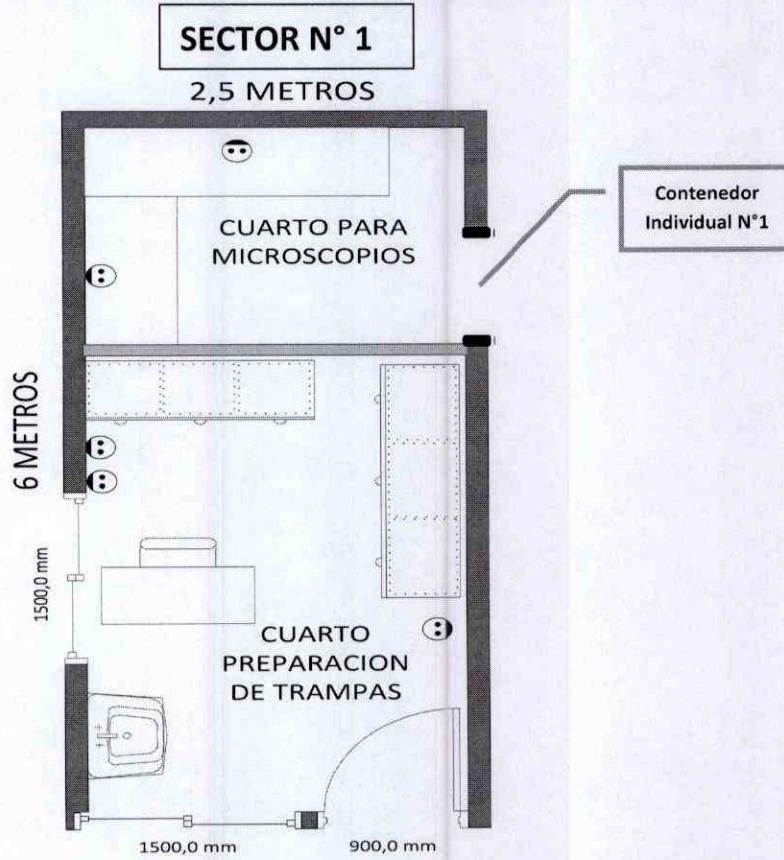 SECTOR N° 1
2,5 METROS
CUARTO PARA
MICROSCOPIOS
Contenedor
Individual N°1
6 METROS
1500,0 mm
CUARTO
PREPARACION
DE TRAMPAS
1500,0 mm
900,0 mm